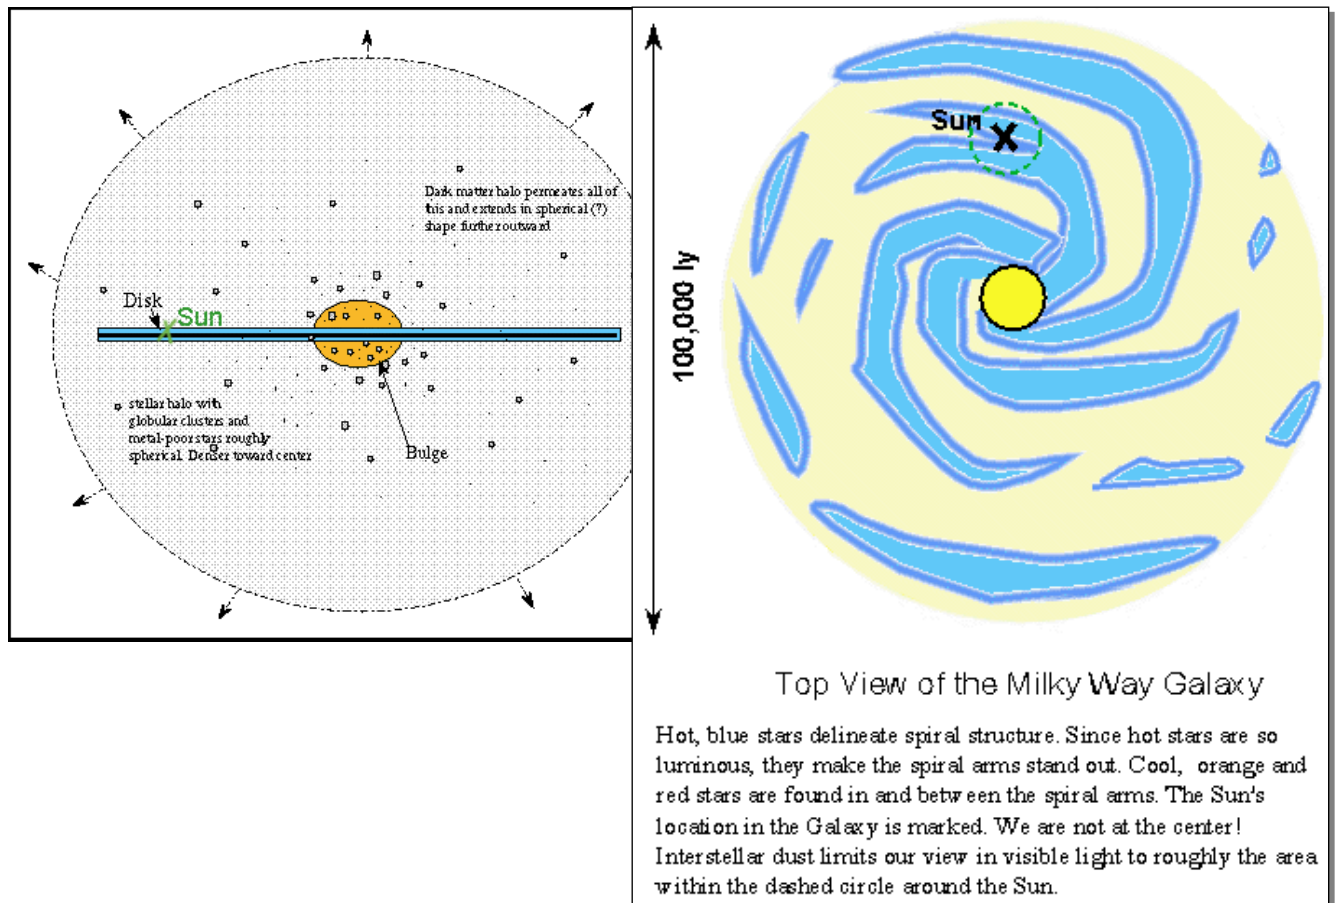 Dark matter halo permeates all of
this and extends in spherical (?)
shape further outward
Disk
Sun
stellar halo with
globular clusters and
metal-poor stars roughly
spherical. Denser toward center
Bulge
100,000 ly
Sun
X
Top View of the Milky Way Galaxy
Hot, blue stars delineate spiral structure. Since hot stars are so
luminous, they make the spiral arms stand out. Cool, orange and
red stars are found in and between the spiral arms. The Sun's
location in the Galaxy is marked. We are not at the center!
Interstellar dust limits our view in visible light to roughly the area
within the dashed circle around the Sun.